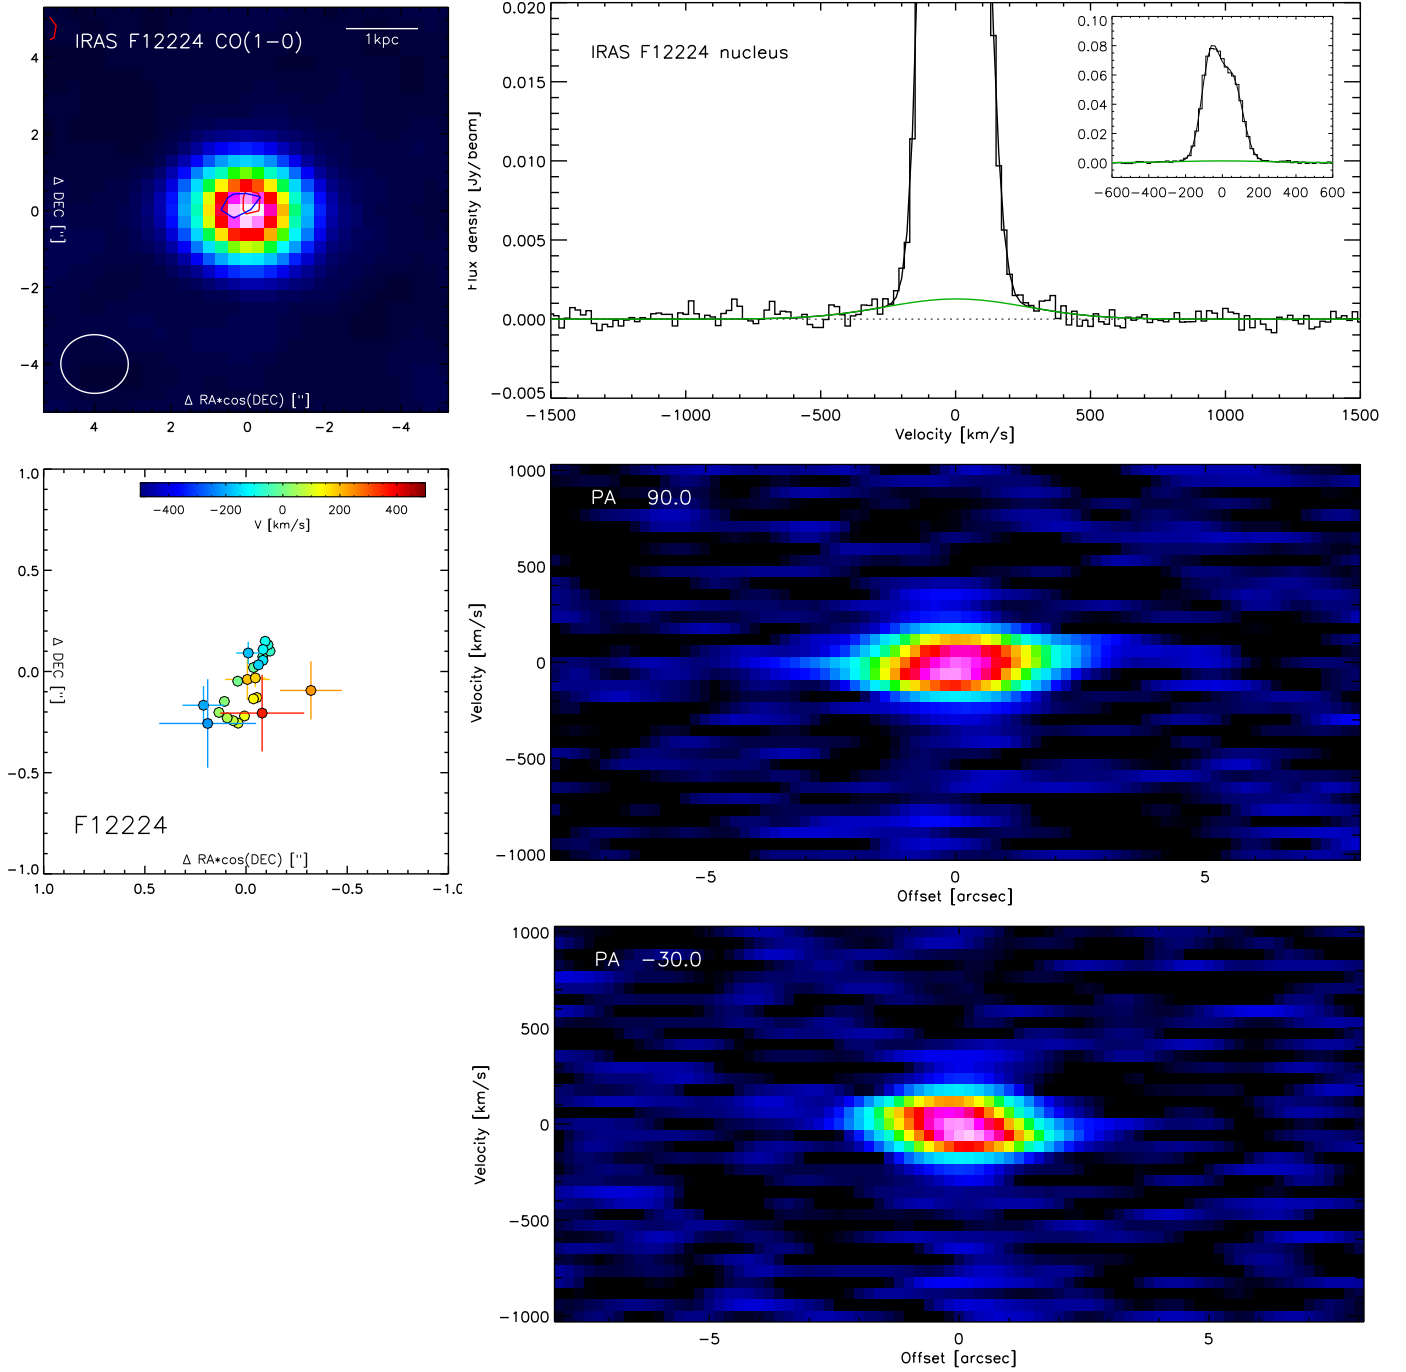 IRAS F12224 CO(1−0)
1kpc
4
2
0
−2
−4
Δ DEC ["]
Δ RA*cos(DEC) ["]
4 2 0 −2 −4
IRAS F12224 nucleus
0.020
0.015
0.010
0.005
0.000
−0.005
Flux density [Jy/beam]
−1500 −1000 −500 0 500 1000 1500
Velocity [km/s]
0.10
0.08
0.06
0.04
0.02
0.00
−600 −400 −200 0 200 400 600
1.0
0.5
0.0
−0.5
−1.0
−400 −200 0 200 400
V [km/s]
Δ DEC ["]
F12224
Δ RA*cos(DEC) ["]
1.0 0.5 0.0 −0.5 −1.0
PA 90.0
1000
500
0
−500
−1000
Velocity [km/s]
−5 0 5
Offset [arcsec]
PA −30.0
1000
500
0
−500
−1000
Velocity [km/s]
−5 0 5
Offset [arcsec]